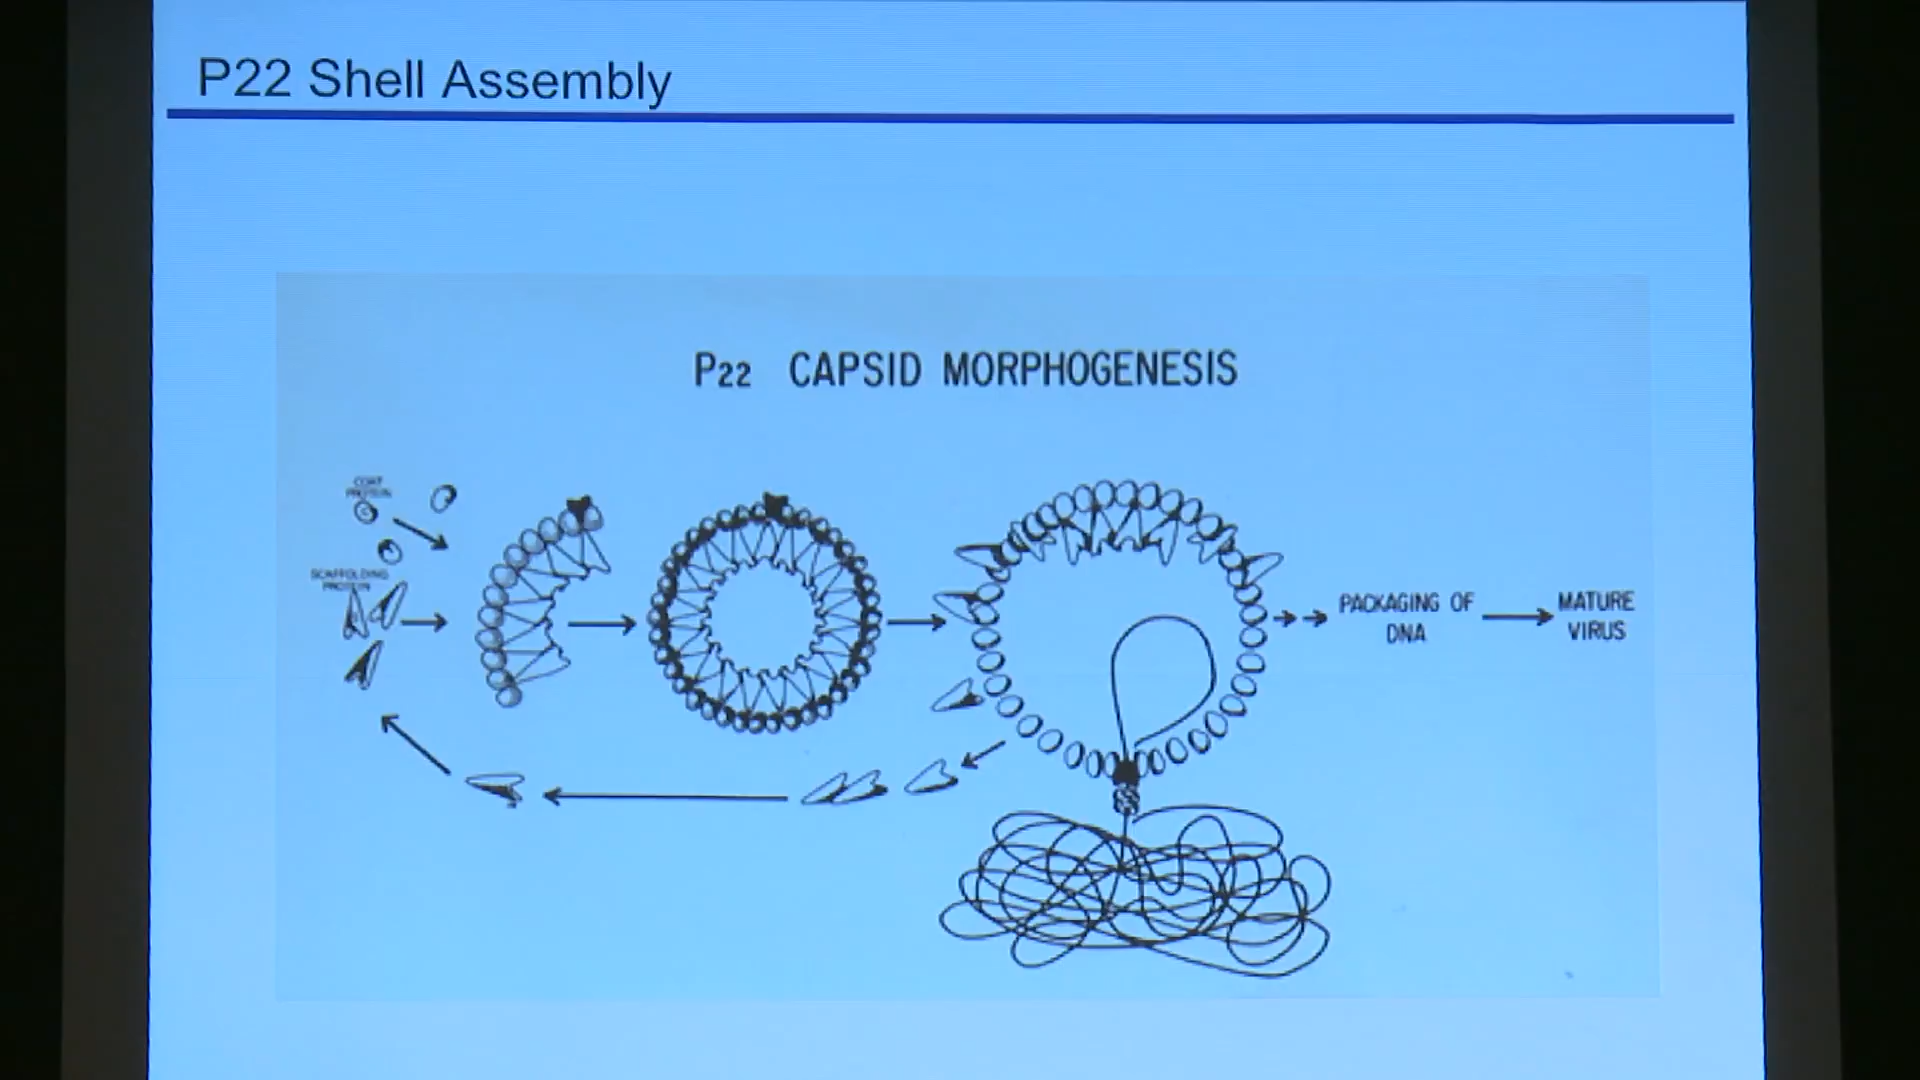 P22 Shell Assembly
P22 CAPSID MORPHOGENESIS
COAT
PROTEIN
SCAFFOLDING
PROTEIN
PACKAGING OF
DNA
MATURE
VIRUS